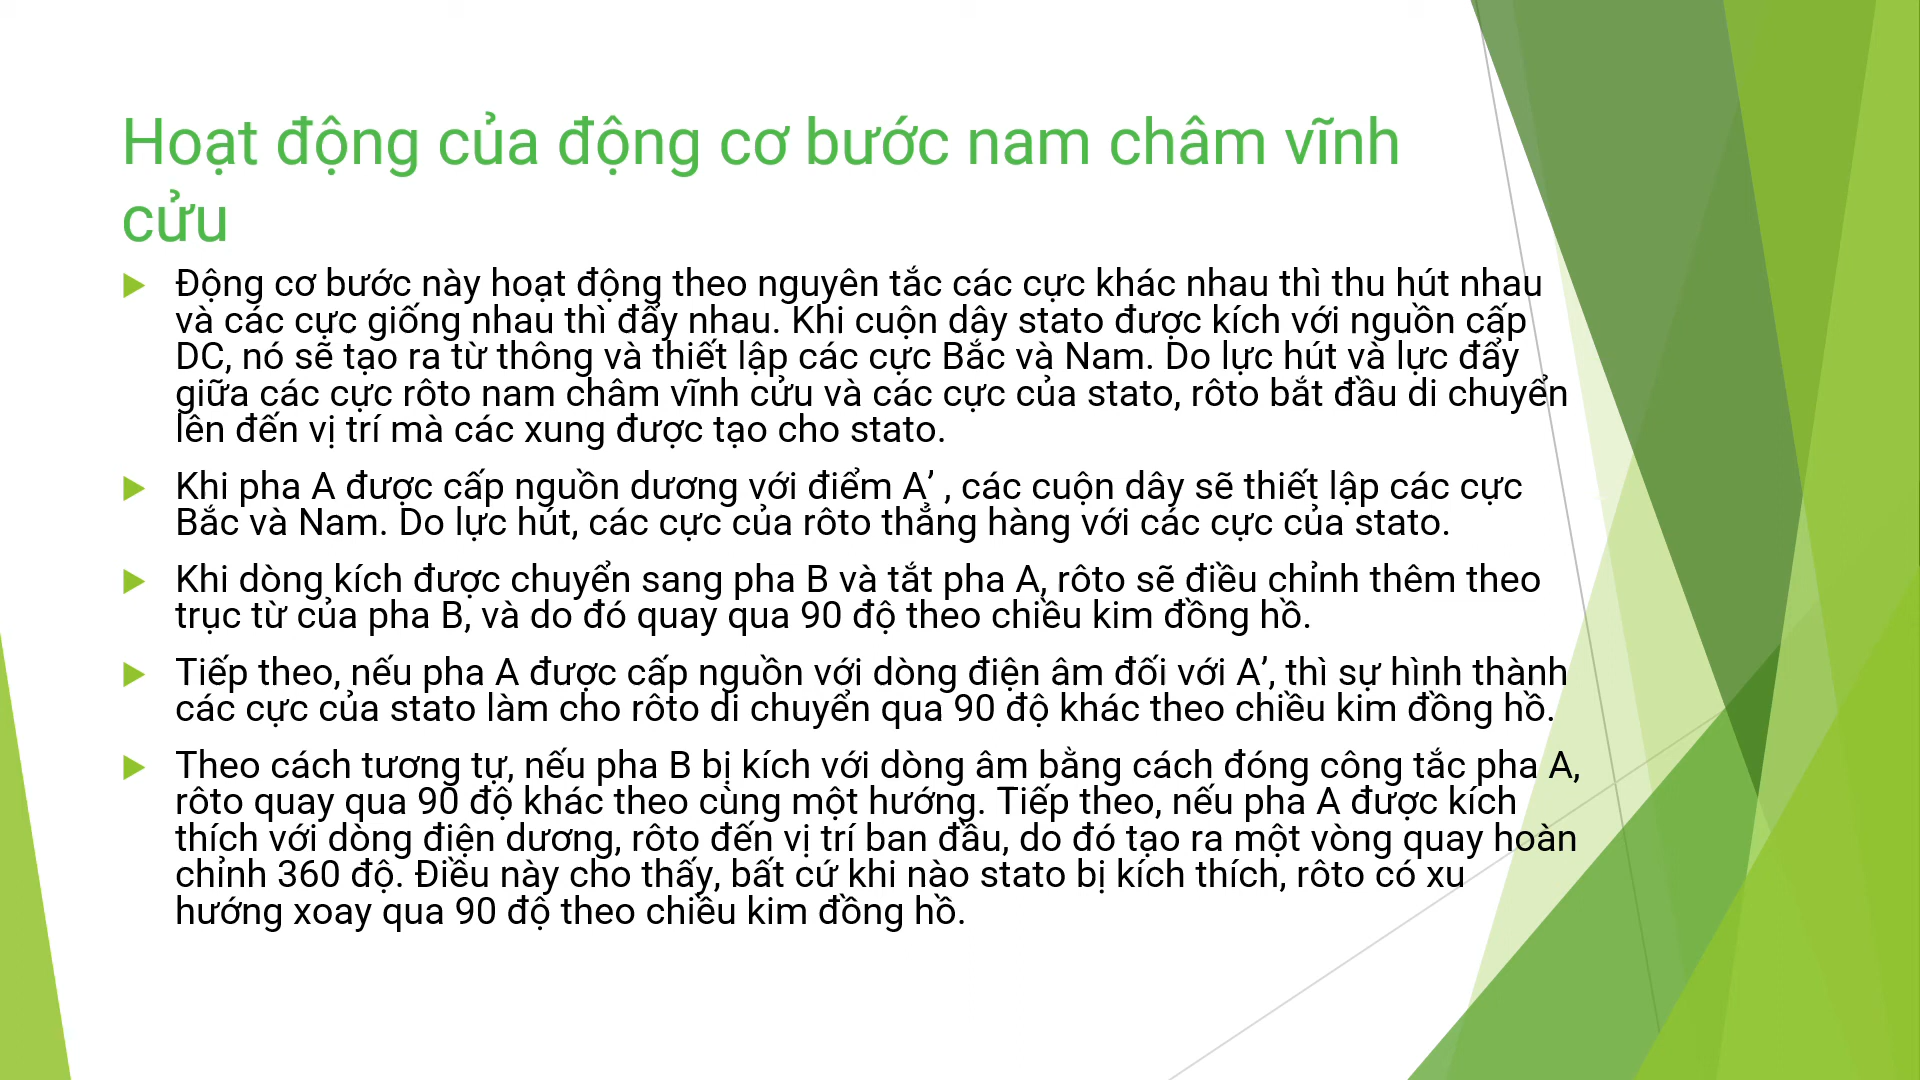 Hoạt động của động cơ bước nam châm vĩnh
cửu
Động cơ bước này hoạt động theo nguyên tắc các cực khác nhau thì thu hút nhau
và các cực giống nhau thì đẩy nhau. Khi cuộn dây stato được kích với nguồn cấp
DC, nó sẽ tạo ra từ thông và thiết lập các cực Bắc và Nam. Do lực hút và lực đẩy
giữa các cực rôto nam châm vĩnh cửu và các cực của stato, rôto bắt đầu di chuyển
lên đến vị trí mà các xung được tạo cho stato.
Khi pha A được cấp nguồn dương với điểm A’ , các cuộn dây sẽ thiết lập các cực
Bắc và Nam. Do lực hút, các cực của rôto thẳng hàng với các cực của stato.
Khi dòng kích được chuyển sang pha B và tắt pha A, rôto sẽ điều chỉnh thêm theo
trục từ của pha B, và do đó quay qua 90 độ theo chiều kim đồng hồ.
Tiếp theo, nếu pha A được cấp nguồn với dòng điện âm đối với A’, thì sự hình thành
các cực của stato làm cho rôto di chuyển qua 90 độ khác theo chiều kim đồng hồ.
Theo cách tương tự, nếu pha B bị kích với dòng âm bằng cách đóng công tắc pha A,
rôto quay qua 90 độ khác theo cùng một hướng. Tiếp theo, nếu pha A được kích
thích với dòng điện dương, rôto đến vị trí ban đầu, do đó tạo ra một vòng quay hoàn
chỉnh 360 độ. Điều này cho thấy, bất cứ khi nào stato bị kích thích, rôto có xu
hướng xoay qua 90 độ theo chiều kim đồng hồ.